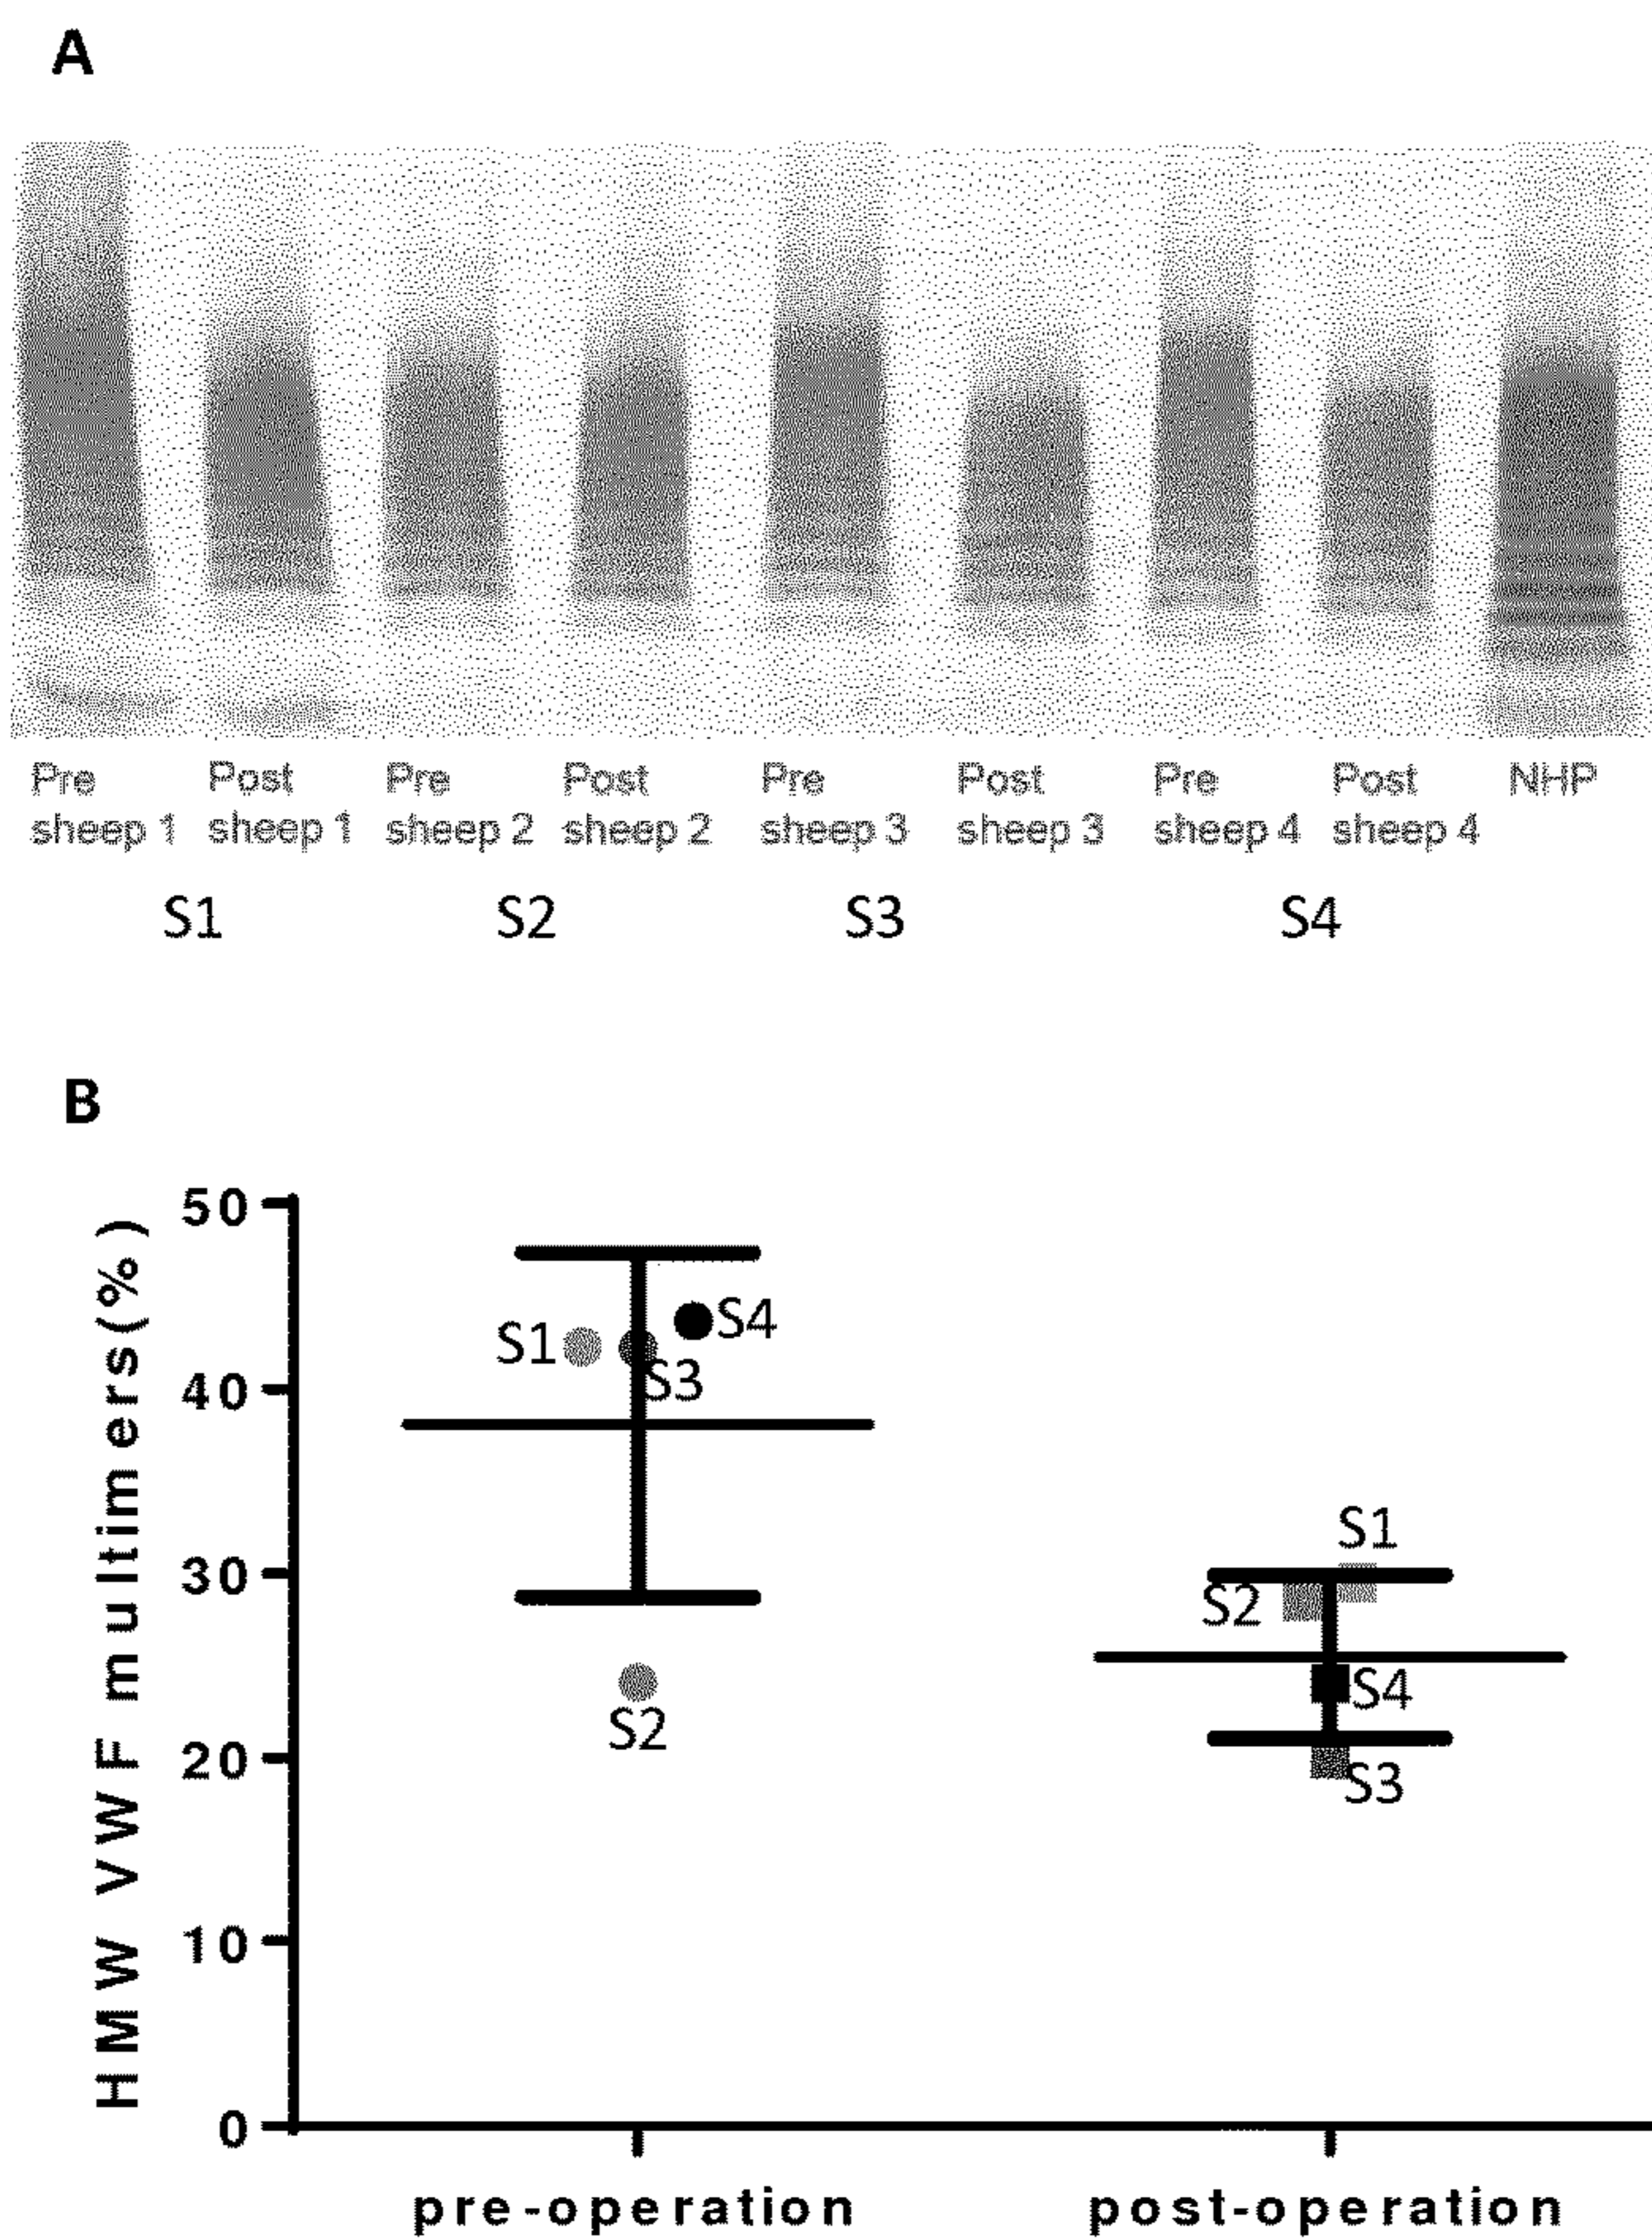 A
Pre Post Pre Post Pre Post Pre Post NHP
sheep 1 sheep 1 sheep 2 sheep 2 sheep 3 sheep 3 sheep 4 sheep 4
S1 S2 S3 S4
B
HMW VWF multimers(%)
50
40
30
20
10
0
S1
S4
S3
S2
S1
S2
S4
S3
pre-operation post-operation